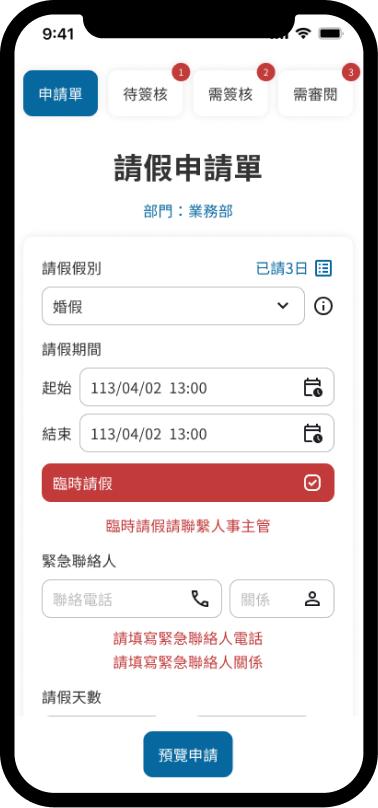 9:41
申請單
待簽核
1
需簽核
2
需審閱
3
請假申請單
部門：業務部
請假假別
已請3日
婚假
請假期間
起始
113/04/02 13:00
結束
113/04/02 13:00
臨時請假
臨時請假請聯繫人事主管
緊急聯絡人
聯絡電話
關係
請填寫緊急聯絡人電話
請填寫緊急聯絡人關係
請假天數
預覽申請